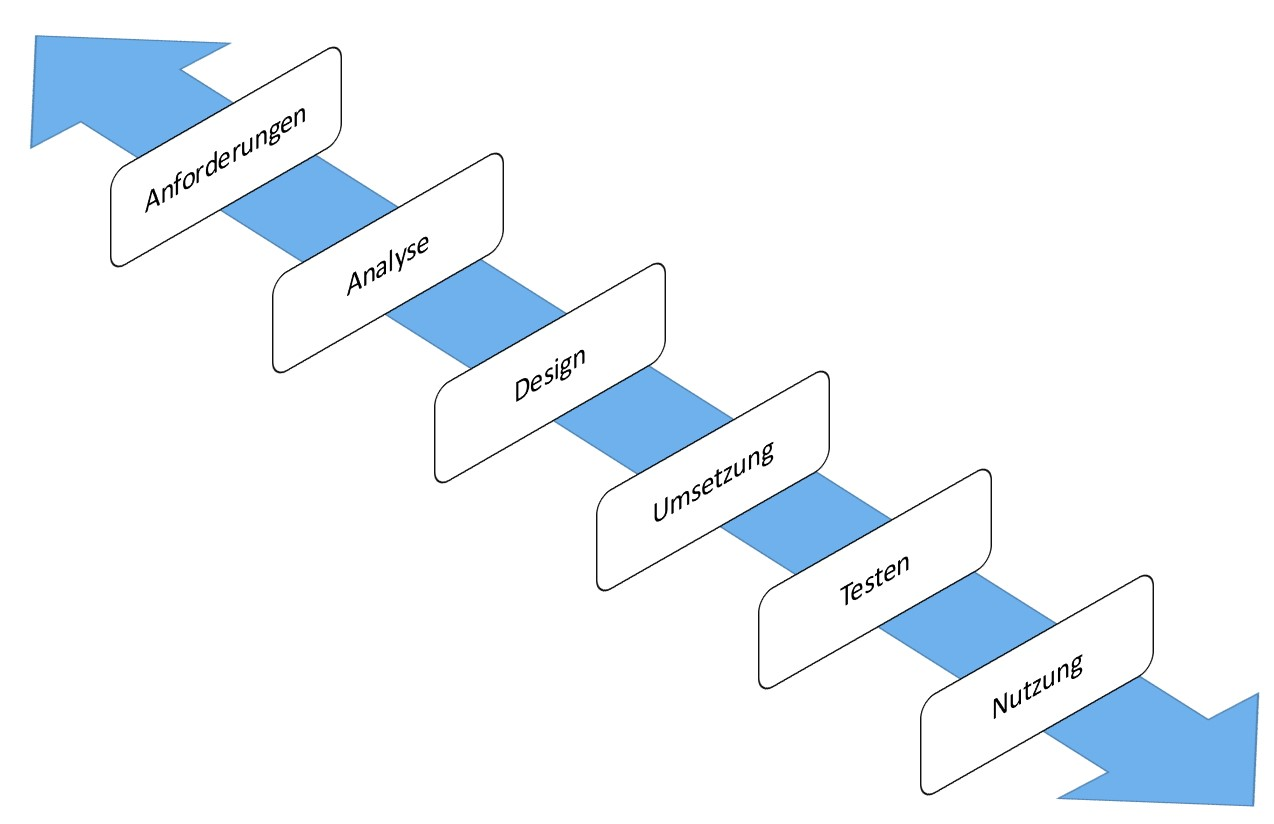 Anforderungen
Analyse
Design
Umsetzung
Testen
Nutzung